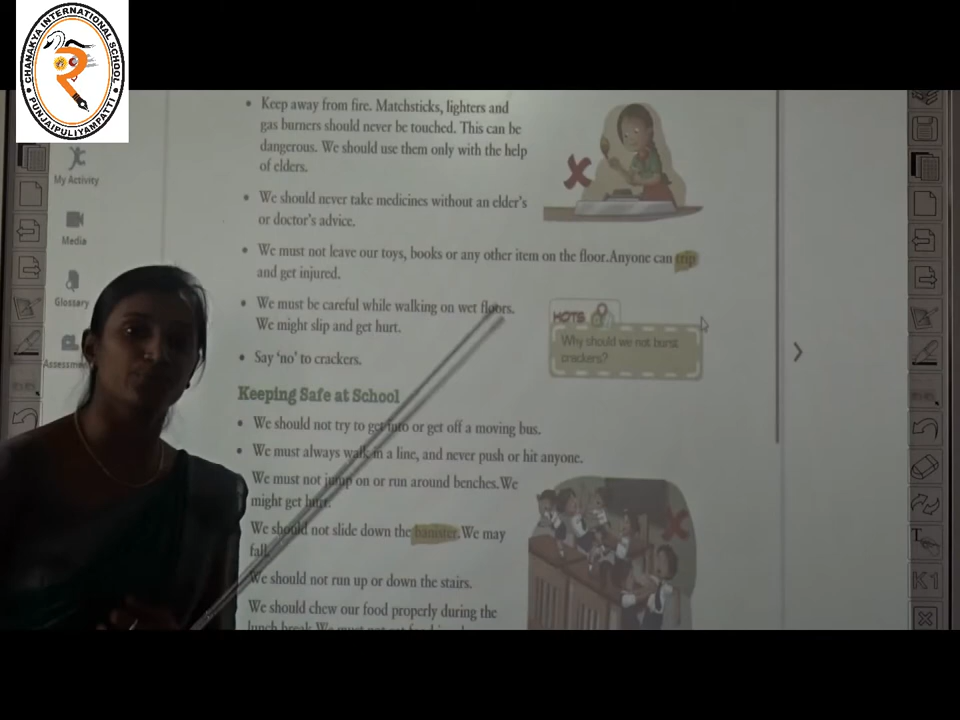 CHANAKYA INTERNATIONAL SCHOOL
PUNJAIPULIYAMPATTI
My Activity
Media
Glossary
Assessme
• Keep away from fire. Matchsticks, lighters and
gas burners should never be touched. This can be
dangerous. We should use them only with the help
of elders.
• We should never take medicines without an elder's
or doctor's advice.
• We must not leave our toys, books or any other item on the floor.Anyone can trip
and get injured.
• We must be careful while walking on wet floors.
We might slip and get hurt.
• Say 'no' to crackers.
HOTS
Why should we not burst
crackers?
Keeping Safe at School
• We should not try to get into or get off a moving bus.
• We must always walk in a line, and never push or hit anyone.
We must not jump on or run around benches.We
might get hurt.
We should not slide down the banister.We may
fall.
We should not run up or down the stairs.
We should chew our food properly during the
lunch break.We must not
T
K1